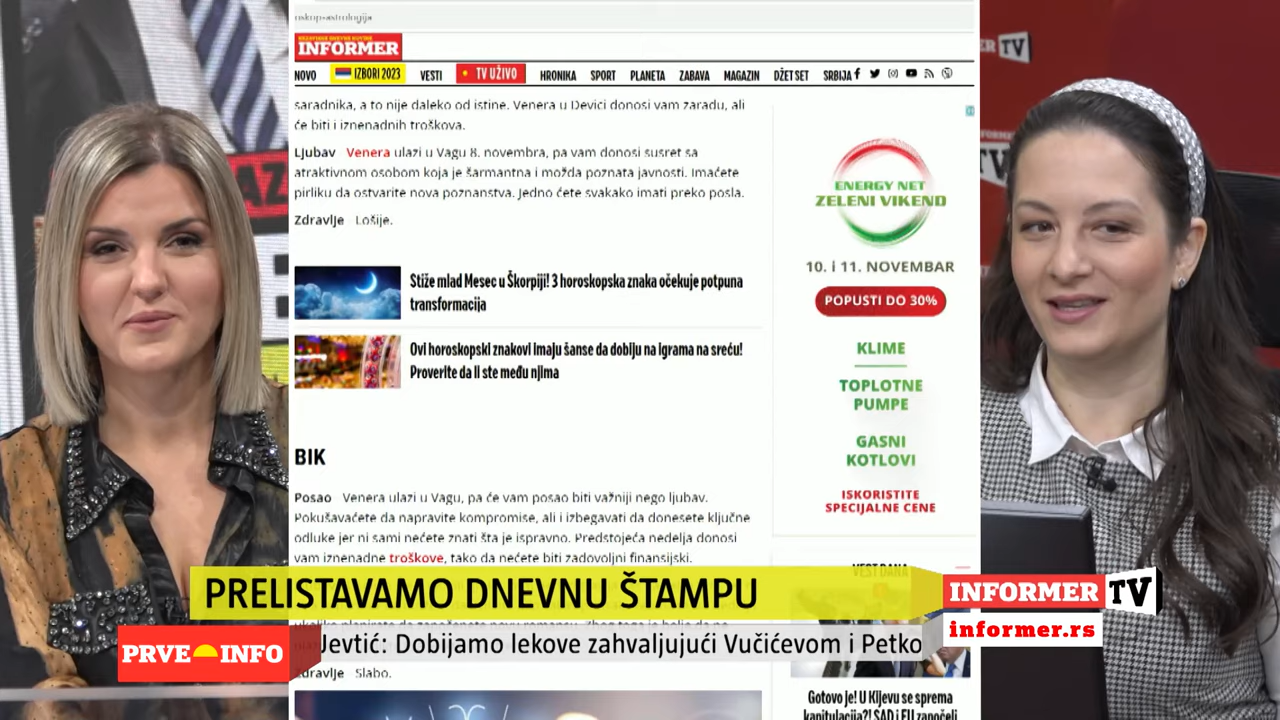 INFORMER
NOVO IZBORI 2023 VESTI TV UŽIVO HRONIKA SPORT PLANETA ZABAVA MAGAZIN DŽET SET SRBIJA
saradnika, a to nije daleko od istine. Venera u Devici donosi vam zaradu, ali
će biti i iznenadnih troškova.
Ljubav Venera ulazi u Vagu 8. novembra, pa vam donosi susret sa
atraktivnom osobom koja je šarmantna i možda poznata javnosti. Imaćete
pirliku da ostvarite nova poznanstva. Jedno ćete svakako imati preko posla.
Zdravlje Lošije.
Stiže mlad Mesec u Škorpiji! 3 horoskopska znaka očekuje potpuna
transformacija
Ovi horoskopski znakovi imaju šanse da dobiju na igrama na sreću!
Proverite da li ste među njima
BIK
Posao Venera ulazi u Vagu, pa će vam posao biti važniji nego ljubav.
Pokušavaćete da napravite kompromise, ali i izbegavati da donesete ključne
odluke jer ni sami nećete znati šta je ispravno. Predstojeća nedelja donosi
vam iznenadne troškove, tako da nećete biti zadovoljni finansijski.
Zdravlje Slabo.
ENERGY NET
ZELENI VIKEND
10. i 11. NOVEMBAR
POPUSTI DO 30%
KLIME
TOPLOTNE
PUMPE
GASNI
KOTLOVI
ISKORISTITE
SPECIJALNE CENE
VEST DANA
Gotovo je! U Kijevu se sprema
kapitulacija?! SAD i EU započeli
TV
TV
PRELISTAVAMO DNEVNU ŠTAMPU
INFORMER TV
informer.rs
PRVE INFO
Jevtić: Dobijamo lekove zahvaljujući Vučićevom i Petko